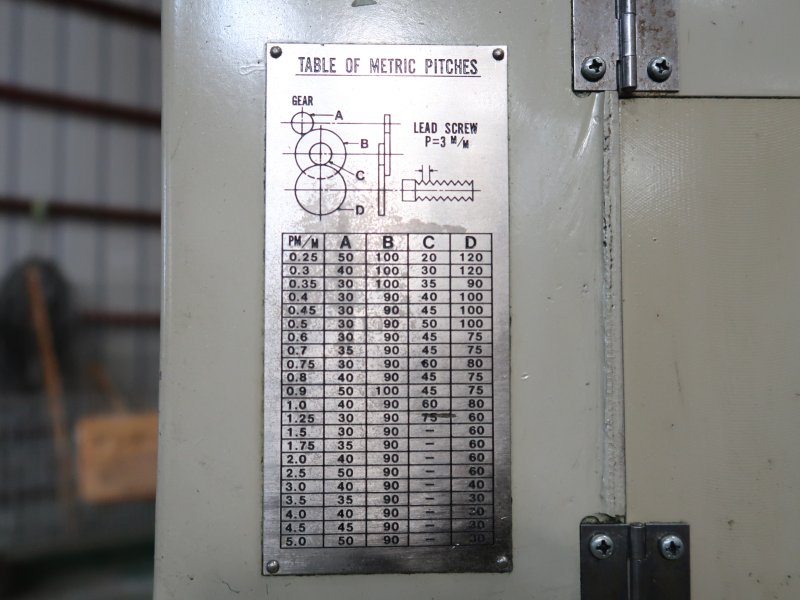 TABLE OF METRIC PITCHES
GEAR
A
B
C
D
LEAD SCREW
P=3 M/M
PM/M A B C D
0.25 50 100 20 120
0.3 40 100 30 120
0.35 30 100 35 90
0.4 30 90 40 100
0.45 30 90 45 100
0.5 30 90 50 100
0.6 30 90 45 75
0.7 35 90 45 75
0.75 30 90 60 80
0.8 40 90 45 75
0.9 50 100 45 75
1.0 40 90 60 80
1.25 30 90 75 60
1.5 30 90 – 60
1.75 35 90 – 60
2.0 40 90 – 60
2.5 50 90 – 60
3.0 40 90 – 40
3.5 35 90 – 30
4.0 40 90 – 30
4.5 45 90 – 30
5.0 50 90 – 30